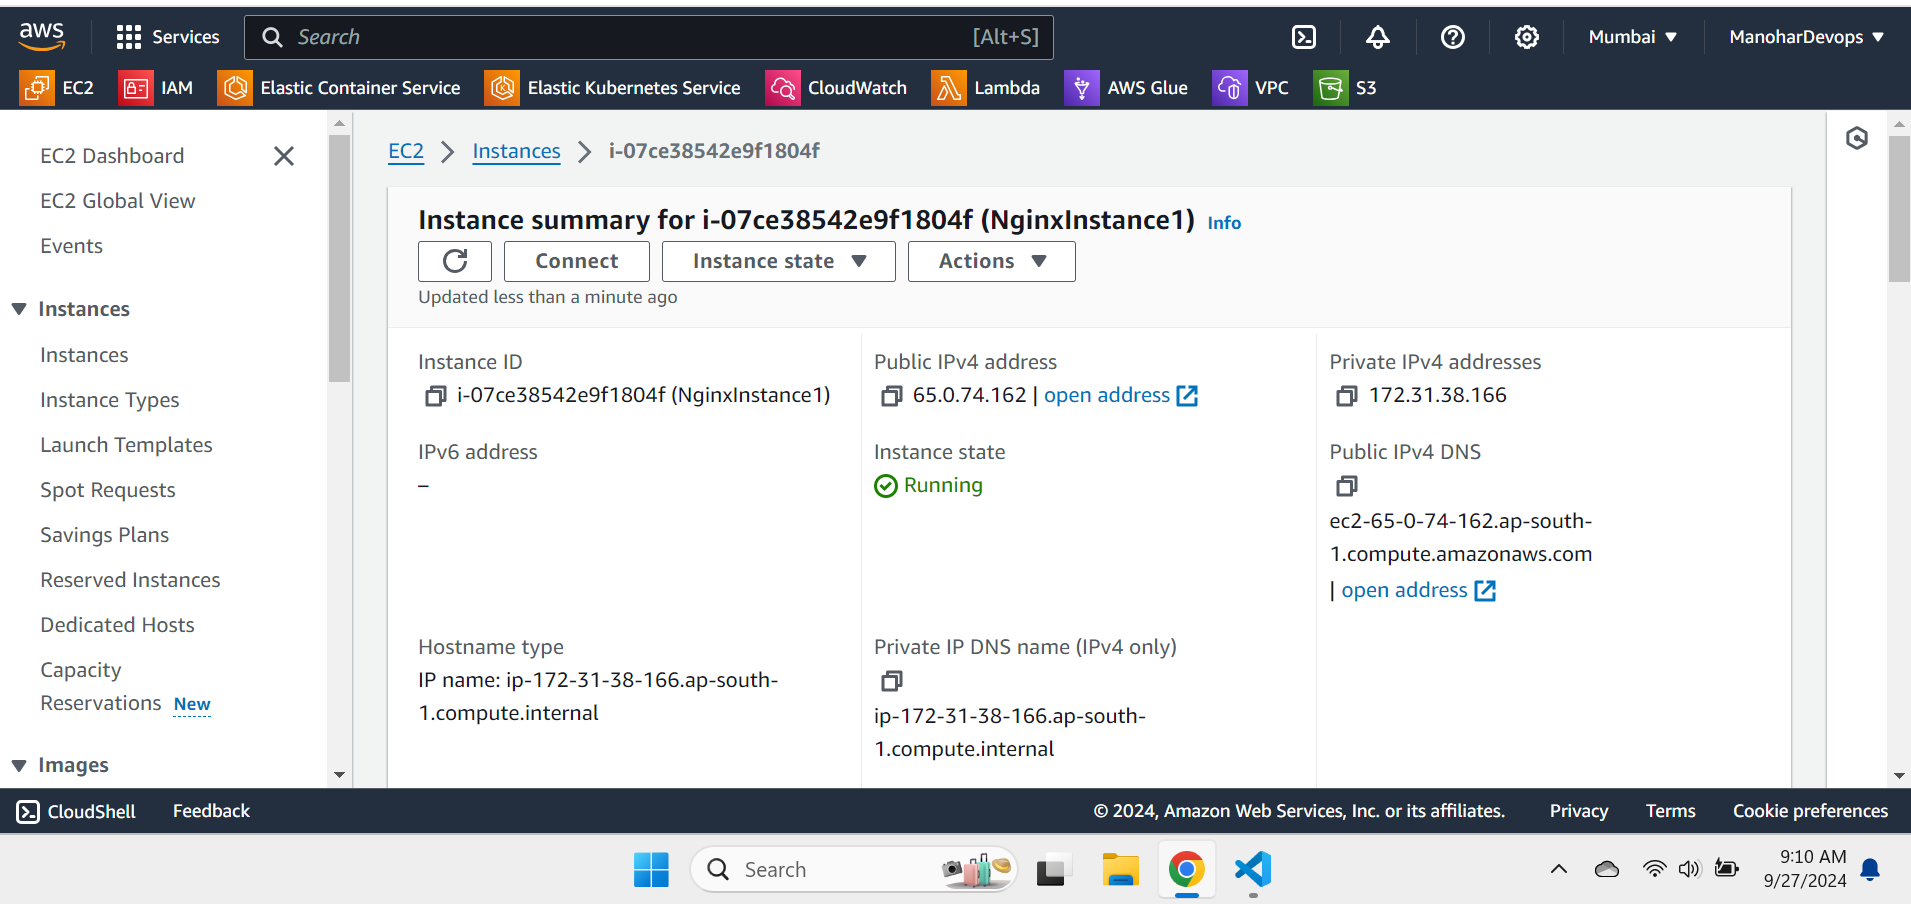 aws
Services
Search
[Alt+S]
Mumbai
ManoharDevops
EC2
IAM
Elastic Container Service
Elastic Kubernetes Service
CloudWatch
Lambda
AWS Glue
VPC
S3
EC2 Dashboard
EC2 Global View
Events
Instances
Instances
Instance Types
Launch Templates
Spot Requests
Savings Plans
Reserved Instances
Dedicated Hosts
Capacity
Reservations New
Images
EC2 > Instances > i-07ce38542e9f1804f
Instance summary for i-07ce38542e9f1804f (NginxInstance1) Info
Connect
Instance state
Actions
Updated less than a minute ago
Instance ID
i-07ce38542e9f1804f (NginxInstance1)
Public IPv4 address
65.0.74.162 | open address
Private IPv4 addresses
172.31.38.166
IPv6 address
–
Instance state
Running
Public IPv4 DNS
ec2-65-0-74-162.ap-south-
1.compute.amazonaws.com
| open address
Hostname type
IP name: ip-172-31-38-166.ap-south-
1.compute.internal
Private IP DNS name (IPv4 only)
ip-172-31-38-166.ap-south-
1.compute.internal
CloudShell
Feedback
© 2024, Amazon Web Services, Inc. or its affiliates.
Privacy
Terms
Cookie preferences
Search
9:10 AM
9/27/2024